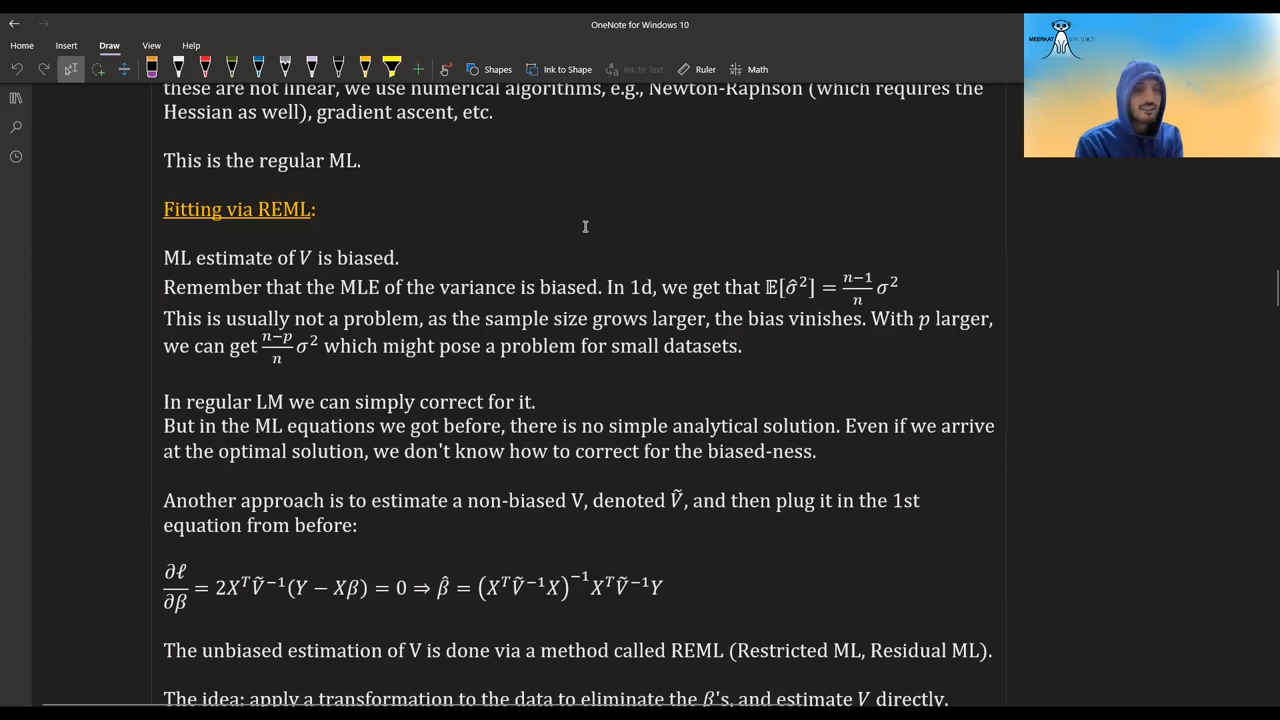 OneNote for Windows 10
Home Insert Draw View Help
Shapes Ink to Shape Ink to Text Ruler Math
MEERKAT STATISTICS
these are not linear, we use numerical algorithms, e.g., Newton-Raphson (which requires the
Hessian as well), gradient ascent, etc.
This is the regular ML.
Fitting via REML:
ML estimate of V is biased.
Remember that the MLE of the variance is biased. In 1d, we get that 𝔼[σ̂²] = n−1/n σ²
This is usually not a problem, as the sample size grows larger, the bias vinishes. With p larger,
we can get n−p/n σ² which might pose a problem for small datasets.
In regular LM we can simply correct for it.
But in the ML equations we got before, there is no simple analytical solution. Even if we arrive
at the optimal solution, we don't know how to correct for the biased-ness.
Another approach is to estimate a non-biased V, denoted Ṽ, and then plug it in the 1st
equation from before:
∂ℓ/∂β = 2XᵀṼ⁻¹(Y − Xβ) = 0 ⇒ β̂ = (XᵀṼ⁻¹X)⁻¹XᵀṼ⁻¹Y
The unbiased estimation of V is done via a method called REML (Restricted ML, Residual ML).
The idea: apply a transformation to the data to eliminate the β's, and estimate V directly.